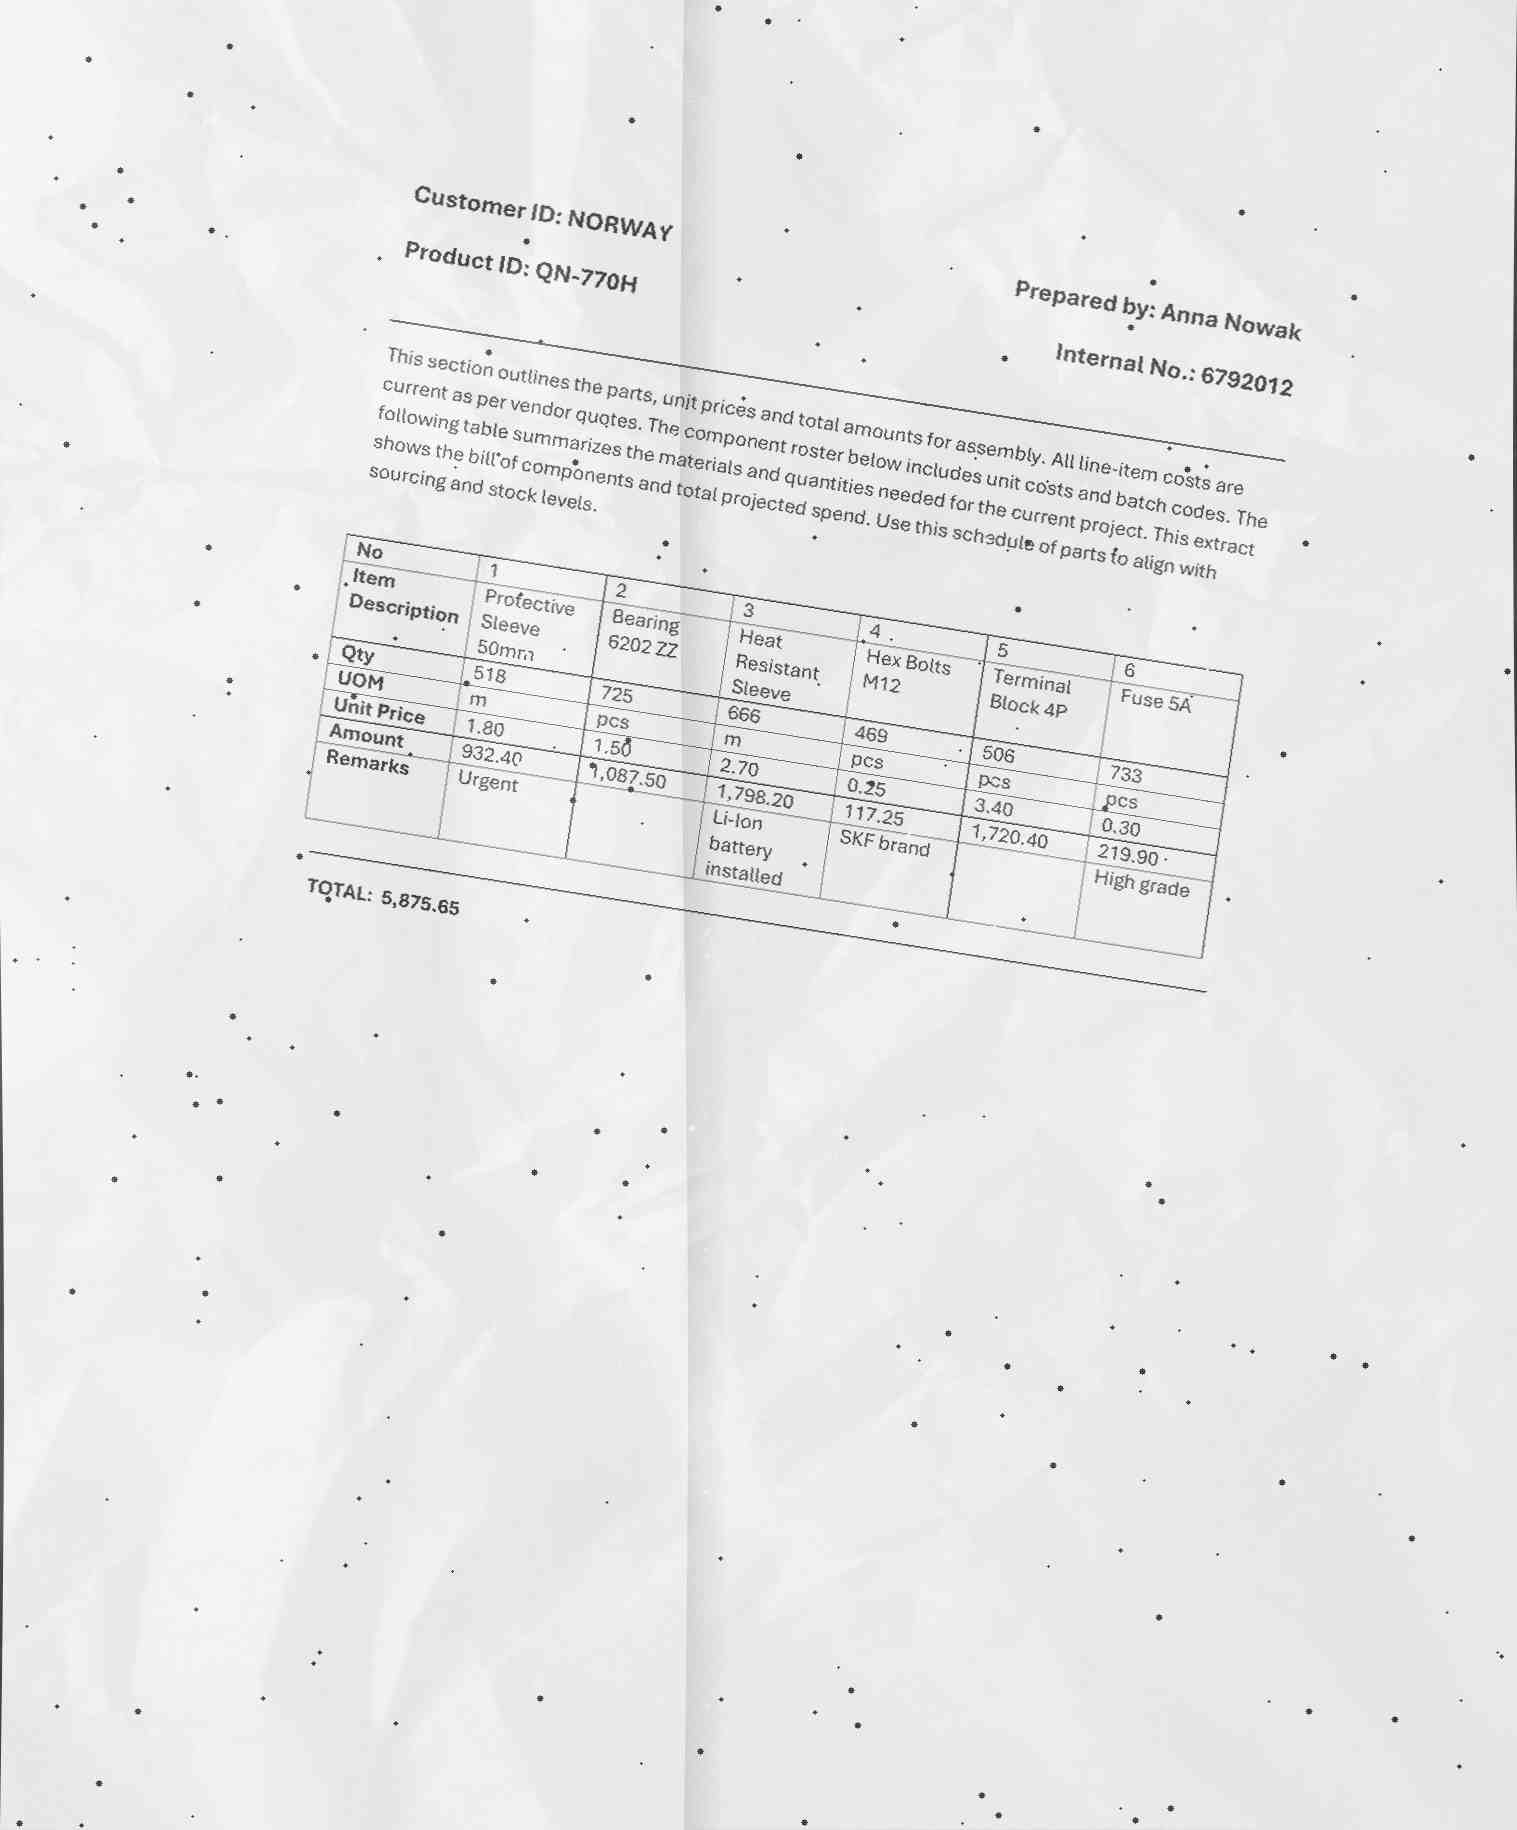 Customer ID: NORWAY
Product ID: QN-770H
Prepared by: Anna Nowak
Internal No.: 6792012
This section outlines the parts, unit prices and total amounts for assembly. All line-item costs are
current as per vendor quotes. The component roster below includes unit costs and batch codes. The
following table summarizes the materials and quantities needed for the current project. This extract
shows the bill of components and total projected spend. Use this schedule of parts to align with
sourcing and stock levels.
No 1 2 3 4 5 6
Item Description Protective Sleeve 50mm Bearing 6202 ZZ Heat Resistant Sleeve Hex Bolts M12 Terminal Block 4P Fuse 5A
Qty 518 725 666 469 506 733
UOM m pcs m pcs pcs pcs
Unit Price 1.80 1.50 2.70 0.25 3.40 0.30
Amount 932.40 1,087.50 1,798.20 117.25 1,720.40 219.90
Remarks Urgent Li-Ion battery installed SKF brand High grade
TOTAL: 5,875.65